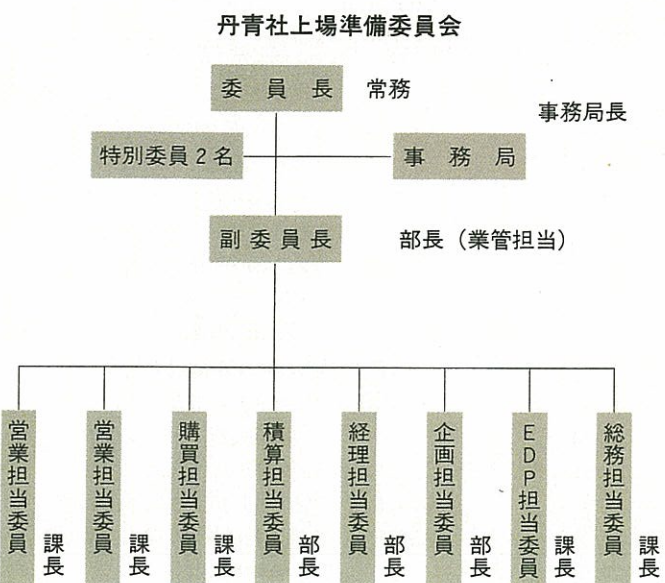 丹青社上場準備委員会
委員長 常務
事務局長
特別委員2名 事務局
副委員長 部長（業管担当）
営業担当委員 課長
営業担当委員 課長
購買担当委員 課長
積算担当委員 部長
経理担当委員 部長
企画担当委員 部長
EDP担当委員 課長
総務担当委員 課長